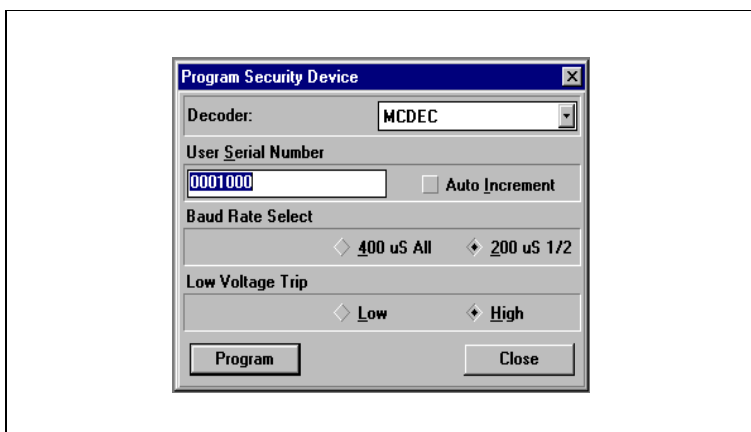 Program Security Device
Decoder: MCDEC
User Serial Number
0001000 Auto Increment
Baud Rate Select
400 uS All 200 uS 1/2
Low Voltage Trip
Low High
Program Close